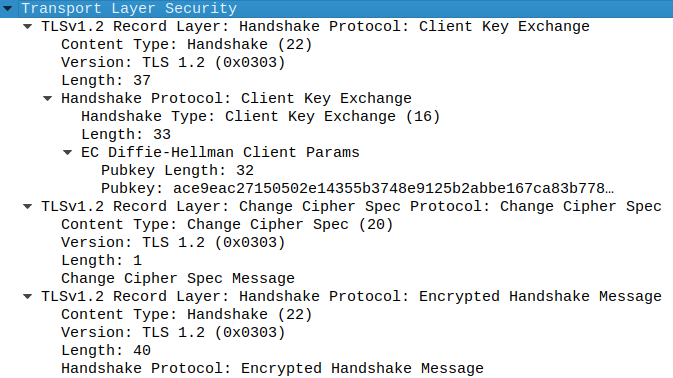 Transport Layer Security
TLSv1.2 Record Layer: Handshake Protocol: Client Key Exchange
Content Type: Handshake (22)
Version: TLS 1.2 (0x0303)
Length: 37
Handshake Protocol: Client Key Exchange
Handshake Type: Client Key Exchange (16)
Length: 33
EC Diffie-Hellman Client Params
Pubkey Length: 32
Pubkey: ace9eac27150502e14355b3748e9125b2abbe167ca83b778…
TLSv1.2 Record Layer: Change Cipher Spec Protocol: Change Cipher Spec
Content Type: Change Cipher Spec (20)
Version: TLS 1.2 (0x0303)
Length: 1
Change Cipher Spec Message
TLSv1.2 Record Layer: Handshake Protocol: Encrypted Handshake Message
Content Type: Handshake (22)
Version: TLS 1.2 (0x0303)
Length: 40
Handshake Protocol: Encrypted Handshake Message